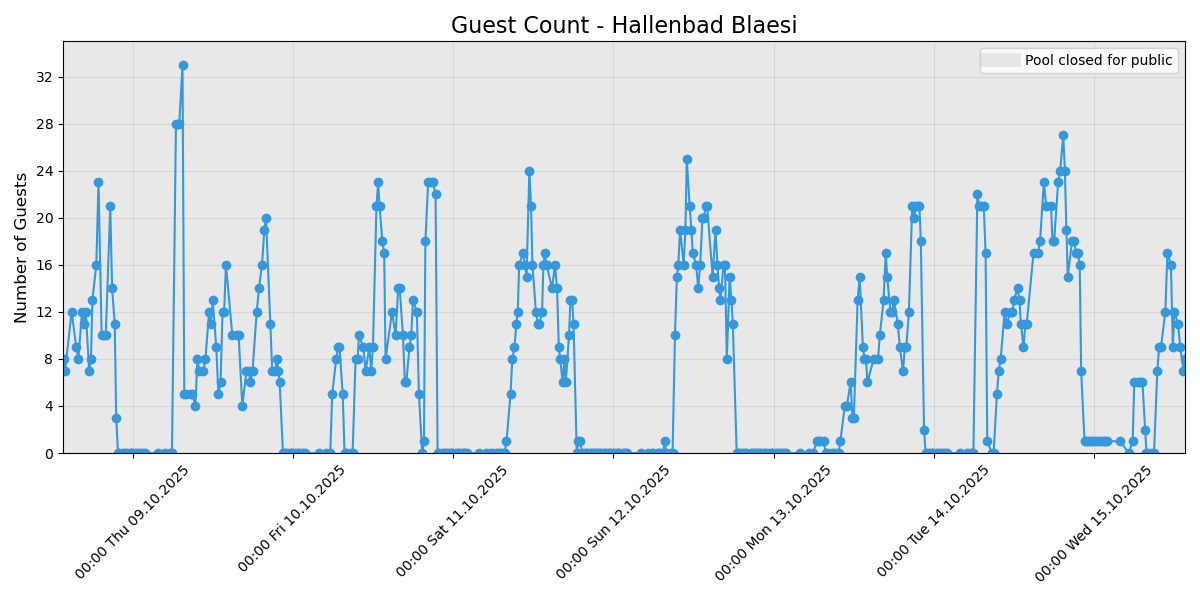 Guest Count - Hallenbad Blaesi
Pool closed for public
Number of Guests
32
28
24
20
16
12
8
4
0
00:00 Thu 09.10.2025
00:00 Fri 10.10.2025
00:00 Sat 11.10.2025
00:00 Sun 12.10.2025
00:00 Mon 13.10.2025
00:00 Tue 14.10.2025
00:00 Wed 15.10.2025